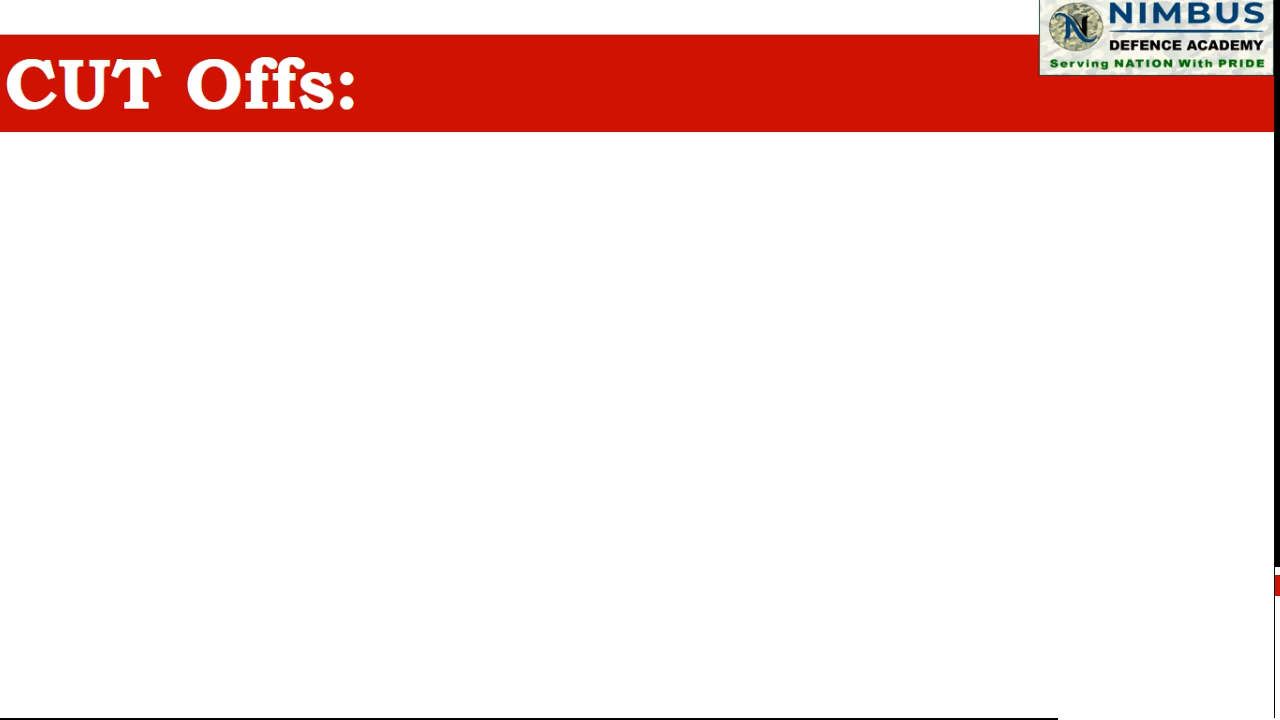 NIMBUS
DEFENCE ACADEMY
Serving NATION With PRIDE
CUT Offs: